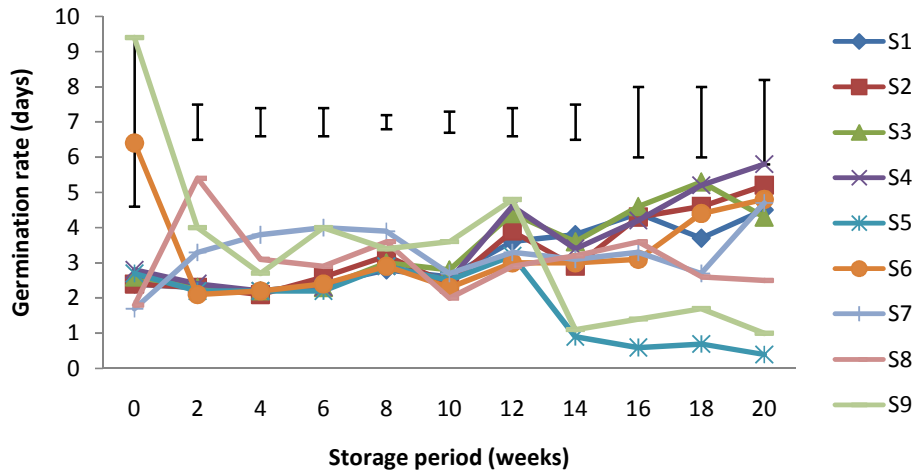 10
9
8
7
6
5
4
3
2
1
0
Germination rate (days)
0 2 4 6 8 10 12 14 16 18 20
Storage period (weeks)
S1
S2
S3
S4
S5
S6
S7
S8
S9